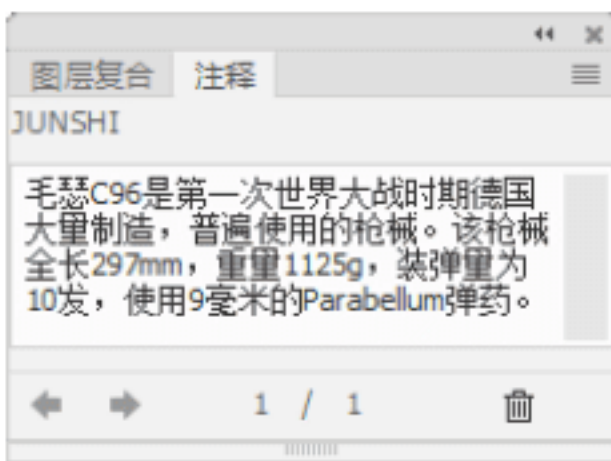 图层复合 注释
JUNSHI
毛瑟C96是第一次世界大战时期德国
大量制造，普遍使用的枪械。该枪械
全长297mm，重量1125g，装弹量为
10发，使用9毫米的Parabellum弹药。
1 / 1